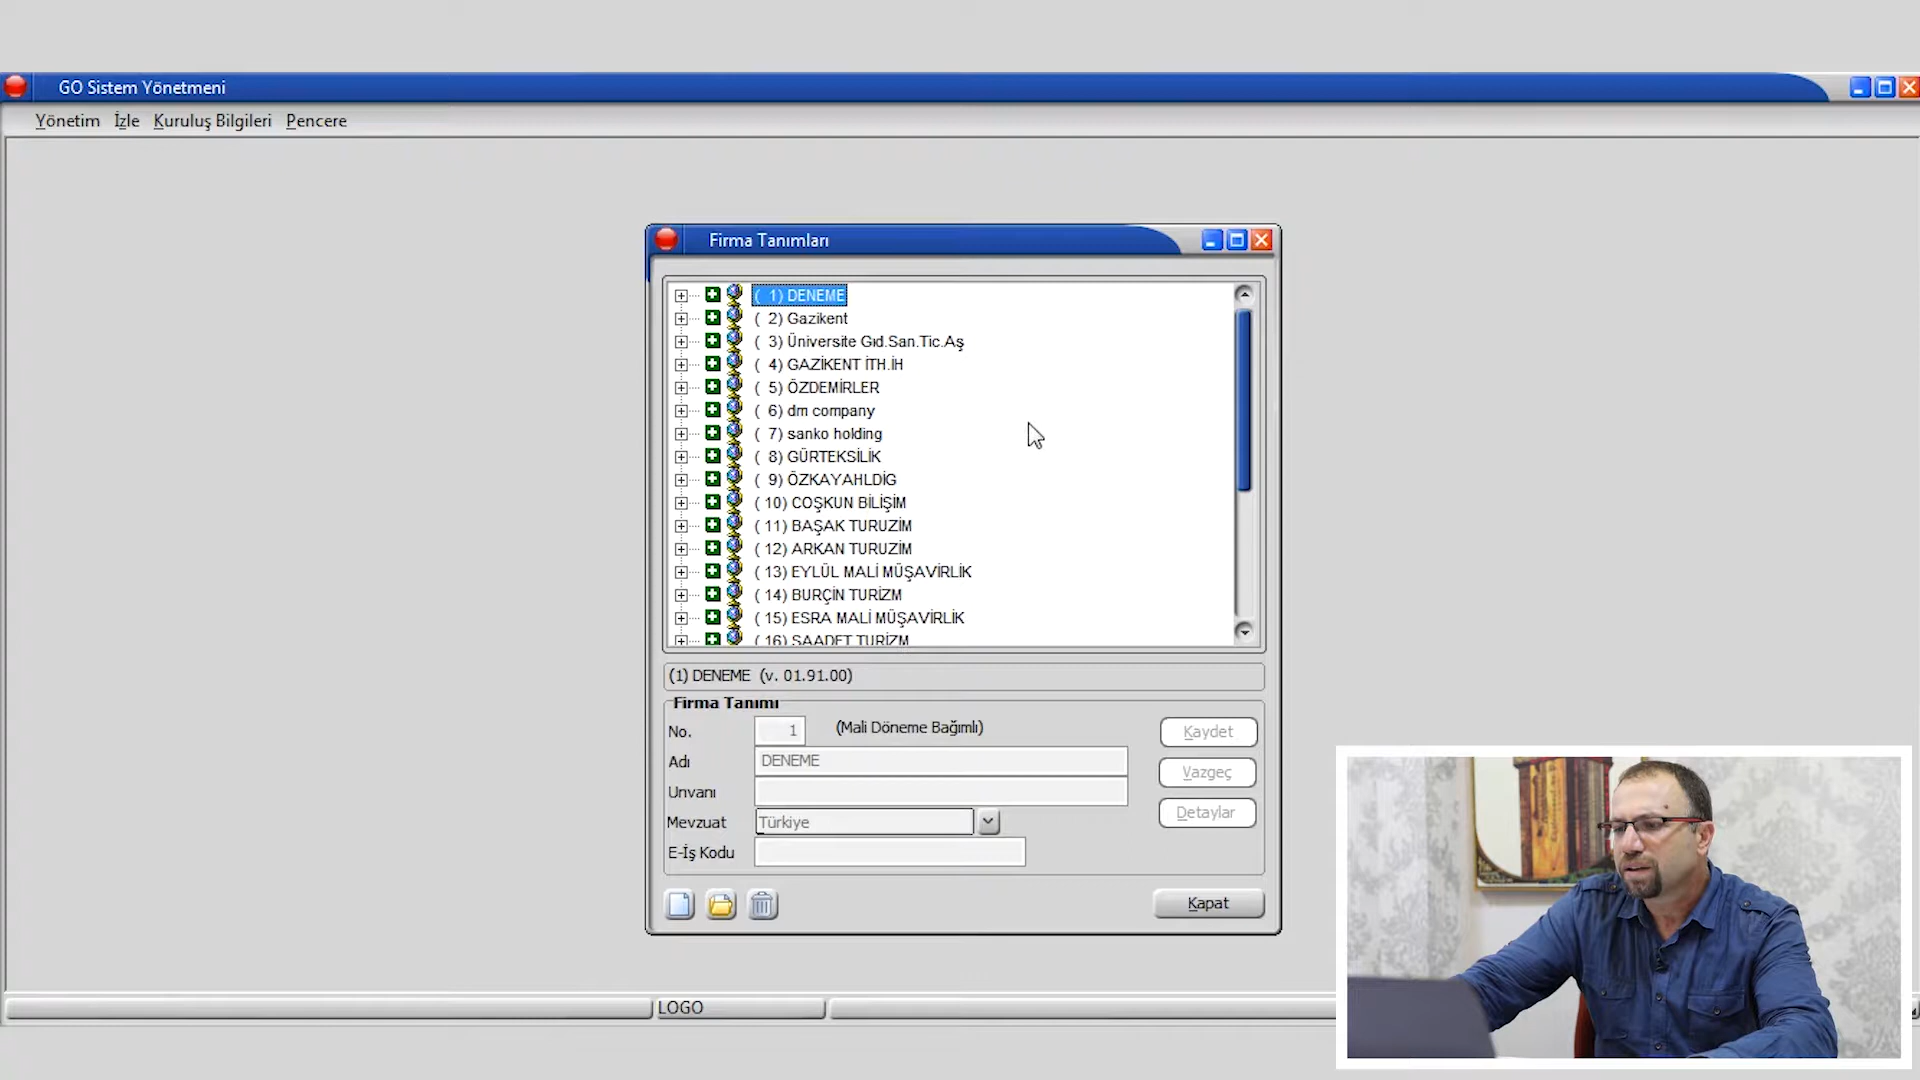 GO Sistem Yönetmeni
Yönetim İzle Kuruluş Bilgileri Pencere
Firma Tanımları
( 1) DENEME
( 2) Gazikent
( 3) Üniversite Gıd.San.Tic.Aş
( 4) GAZİKENT İTH.İH
( 5) ÖZDEMİRLER
( 6) dm company
( 7) sanko holding
( 8) GÜRTEKSİLİK
( 9) ÖZKAYAHLDİG
( 10) COŞKUN BİLİŞİM
( 11) BAŞAK TURUZİM
( 12) ARKAN TURUZİM
( 13) EYLÜL MALİ MÜŞAVİRLİK
( 14) BURÇİN TURİZM
( 15) ESRA MALİ MÜŞAVİRLİK
( 16) SAADET TURİZM
(1) DENEME (v. 01.91.00)
Firma Tanımı
No. 1 (Mali Döneme Bağımlı) Kaydet
Adı DENEME
Unvanı Vazgeç
Mevzuat Türkiye Detaylar
E-İş Kodu
Kapat
LOGO